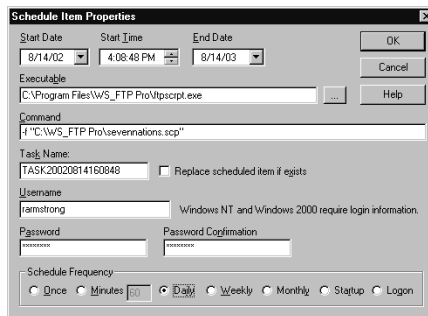 Schedule Item Properties
Start Date Start Time End Date
8/14/02 4:08:48 PM 8/14/03
OK
Cancel
Help
Executable
C:\Program Files\WS_FTP Pro\ftpscrpt.exe ...
Command
-f "C:\WS_FTP Pro\sevennations.scp"
Task Name:
TASK20020814160848 Replace scheduled item if exists
Username
rarmstrong Windows NT and Windows 2000 require login information.
Password Password Confirmation
******** ********
Schedule Frequency
Once Minutes 60 Daily Weekly Monthly Startup Logon